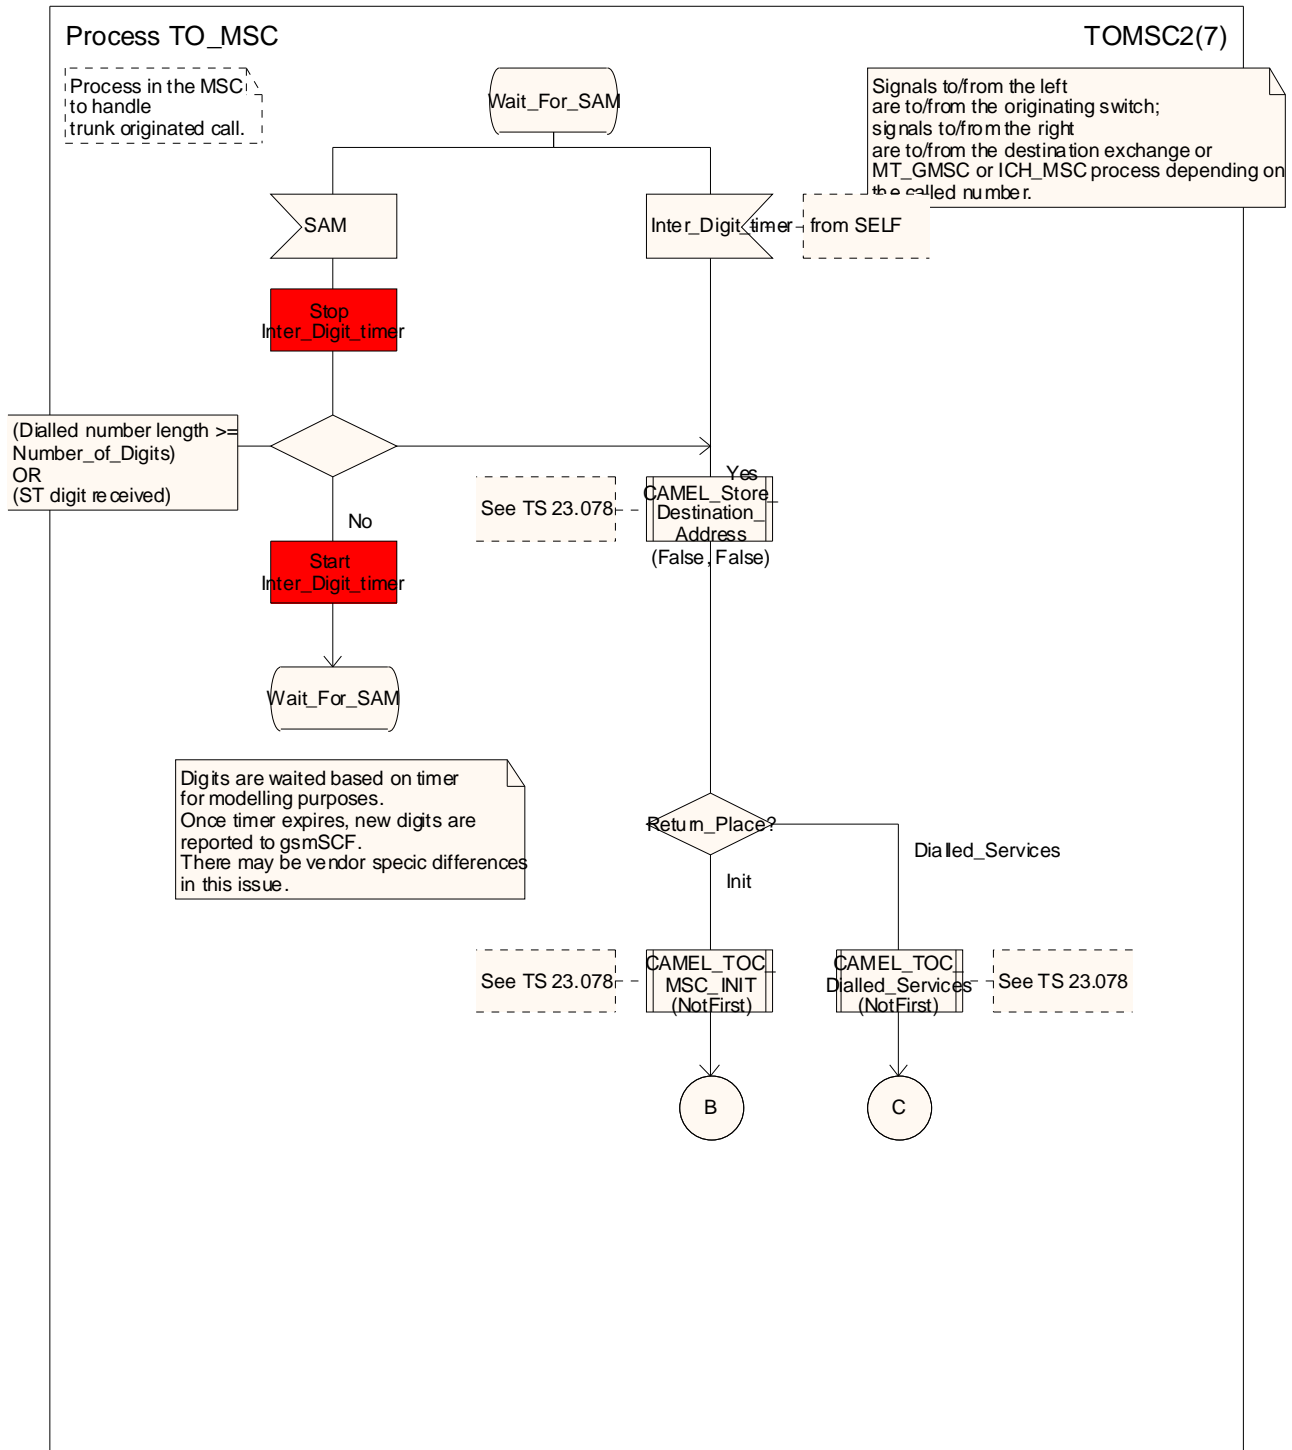 Process TO_MSC
TOMSC2(7)
Process in the MSC
to handle
trunk originated call.
Wait_For_SAM
Signals to/from the left
are to/from the originating switch;
signals to/from the right
are to/from the destination exchange or
MT_GMSC or ICH_MSC process depending on
the called number.
SAM
Inter_Digit_timer
from SELF
Stop
Inter_Digit_timer
(Dialled number length >=
Number_of_Digits)
OR
(ST digit received)
Yes
See TS 23.078
CAMEL_Store_
Destination_
Address
(False, False)
No
Start
Inter_Digit_timer
Wait_For_SAM
Digits are waited based on timer
for modelling purposes.
Once timer expires, new digits are
reported to gsmSCF.
There may be vendor specic differences
in this issue.
Return_Place?
Dialled_Services
Init
See TS 23.078
CAMEL_TOC_
MSC_INIT
(NotFirst)
CAMEL_TOC_
Dialled_Services
(NotFirst)
See TS 23.078
B
C